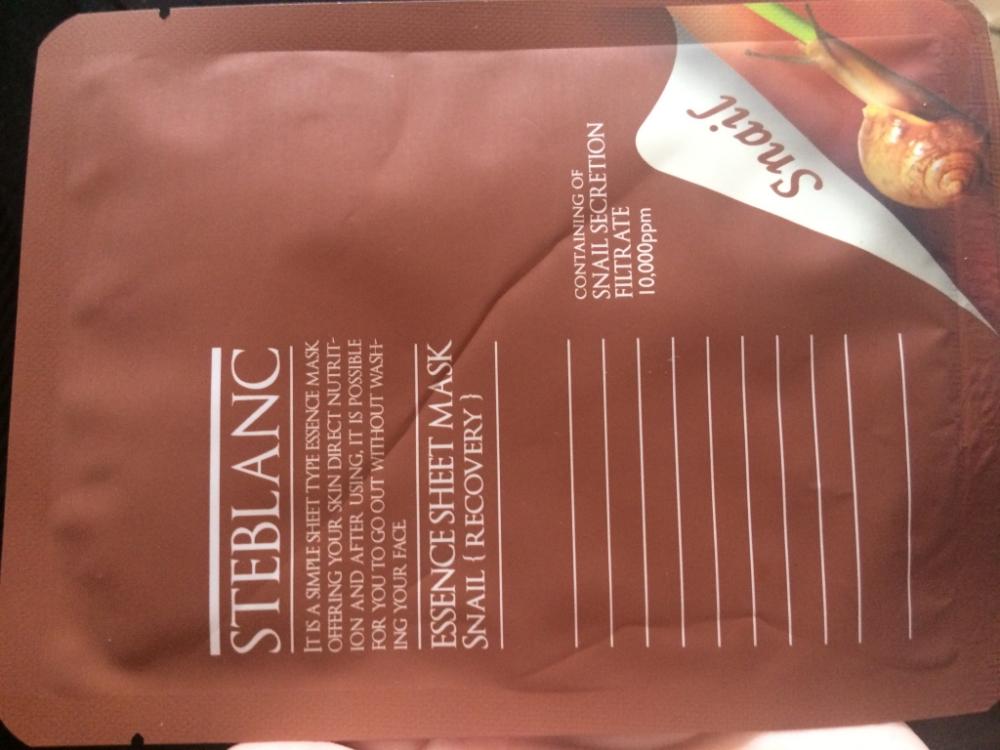 STEBLANC
IT IS A SIMPLE SHEET TYPE ESSENCE MASK
OFFERING YOUR SKIN DIRECT NUTRIT-
ION AND AFTER USING, IT IS POSSIBLE
FOR YOU TO GO OUT WITHOUT WASH-
ING YOUR FACE
ESSENCE SHEET MASK
SNAIL { RECOVERY }
CONTAINING OF
SNAIL SECRETION
FILTRATE
10,000ppm
Snail